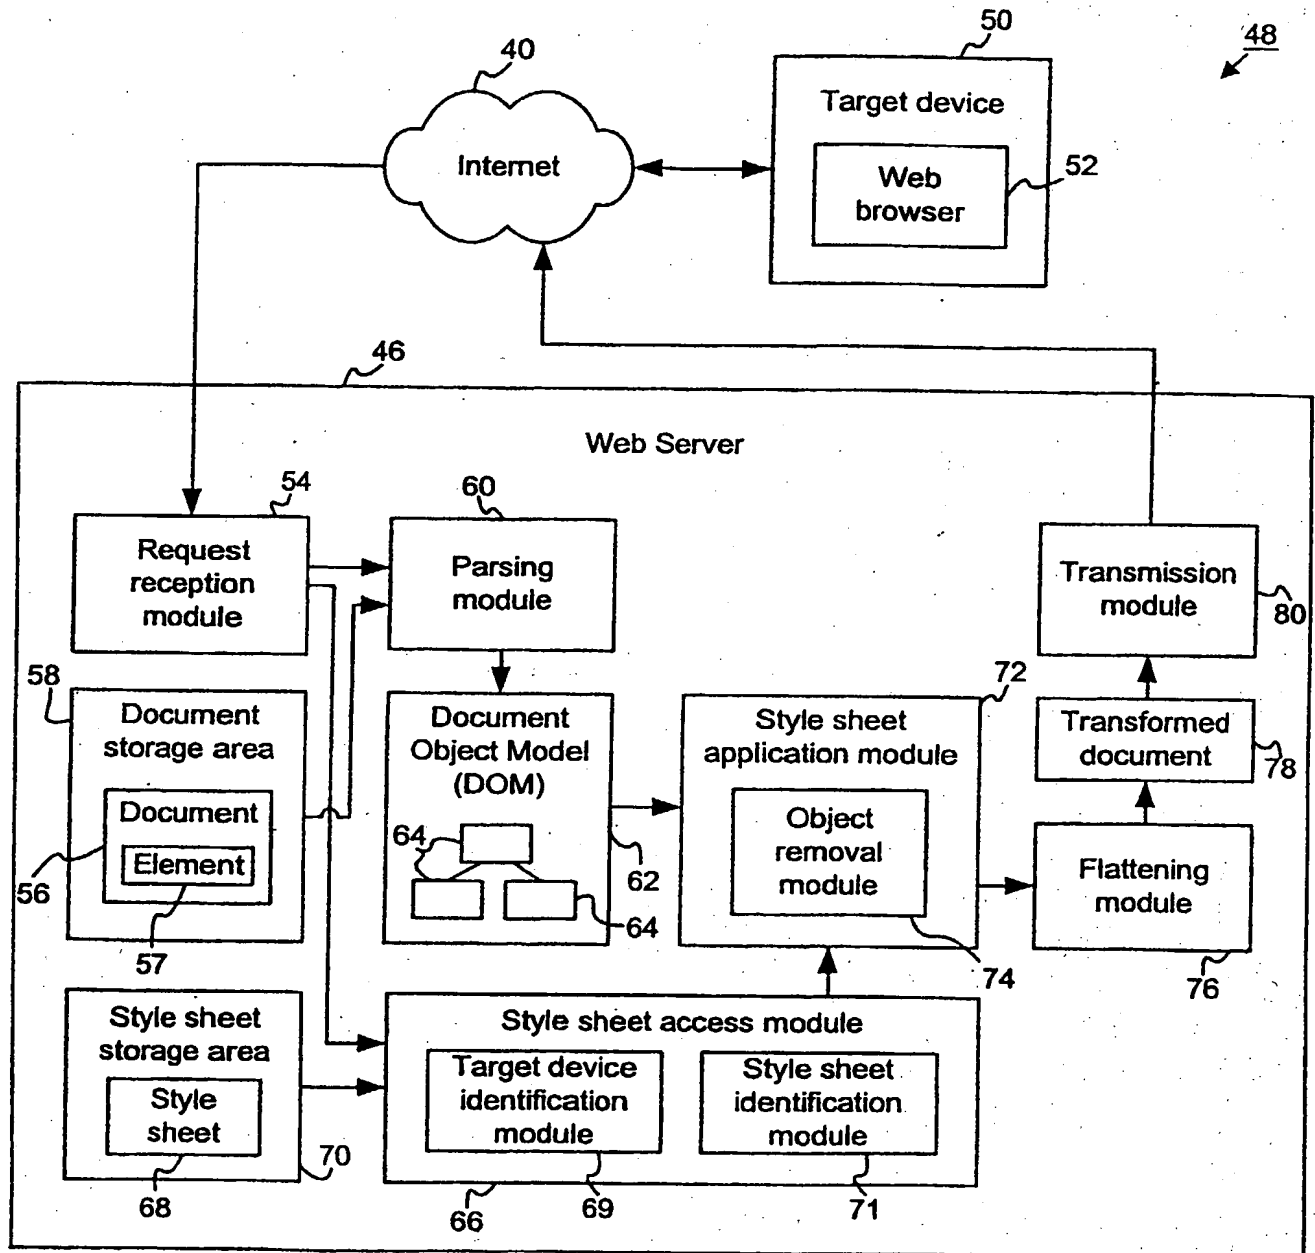 48
50
40
Target device
Internet
Web
browser
52
46
Web Server
54
60
Request
reception
module
Parsing
module
Transmission
module
80
58
Document
storage area
Document
Element
56
57
Document
Object Model
(DOM)
64
64
62
72
Style sheet
application module
Object
removal
module
74
Transformed
document
78
Flattening
module
76
Style sheet
storage area
Style
sheet
68
70
Style sheet access module
Target device
identification
module
Style sheet
identification
module
66
69
71